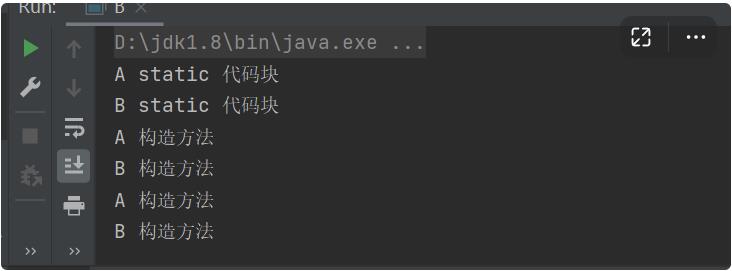 Run:
B
D:\jdk1.8\bin\java.exe ...
A static 代码块
B static 代码块
A 构造方法
B 构造方法
A 构造方法
B 构造方法